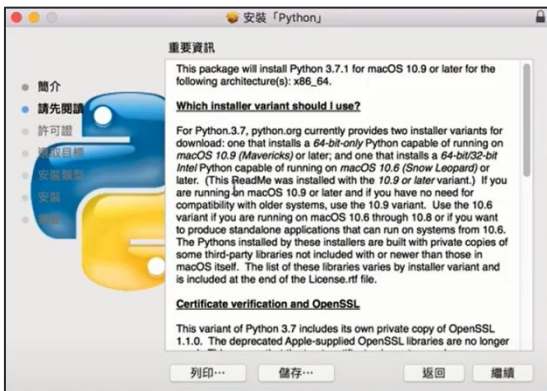 安裝「Python」
重要資訊
簡介
請先閱讀
許可證
選取目標
安裝類型
安裝
This package will install Python 3.7.1 for macOS 10.9 or later for the
following architecture(s): x86_64.
Which installer variant should I use?
For Python.3.7, python.org currently provides two installer variants for
download: one that installs a 64-bit-only Python capable of running on
macOS 10.9 (Mavericks) or later; and one that installs a 64-bit/32-bit
Intel Python capable of running on macOS 10.6 (Snow Leopard) or
later. (This ReadMe was installed with the 10.9 or later variant.) If you
are running on macOS 10.9 or later and if you have no need for
compatibility with older systems, use the 10.9 variant. Use the 10.6
variant if you are running on macOS 10.6 through 10.8 or if you want
to produce standalone applications that can run on systems from 10.6.
The Pythons installed by these installers are built with private copies of
some third-party libraries not included with or newer than those in
macOS itself. The list of these libraries varies by installer variant and
is included at the end of the License.rtf file.
Certificate verification and OpenSSL
This variant of Python 3.7 includes its own private copy of OpenSSL
1.1.0. The deprecated Apple-supplied OpenSSL libraries are no longer
列印…
儲存…
返回
繼續